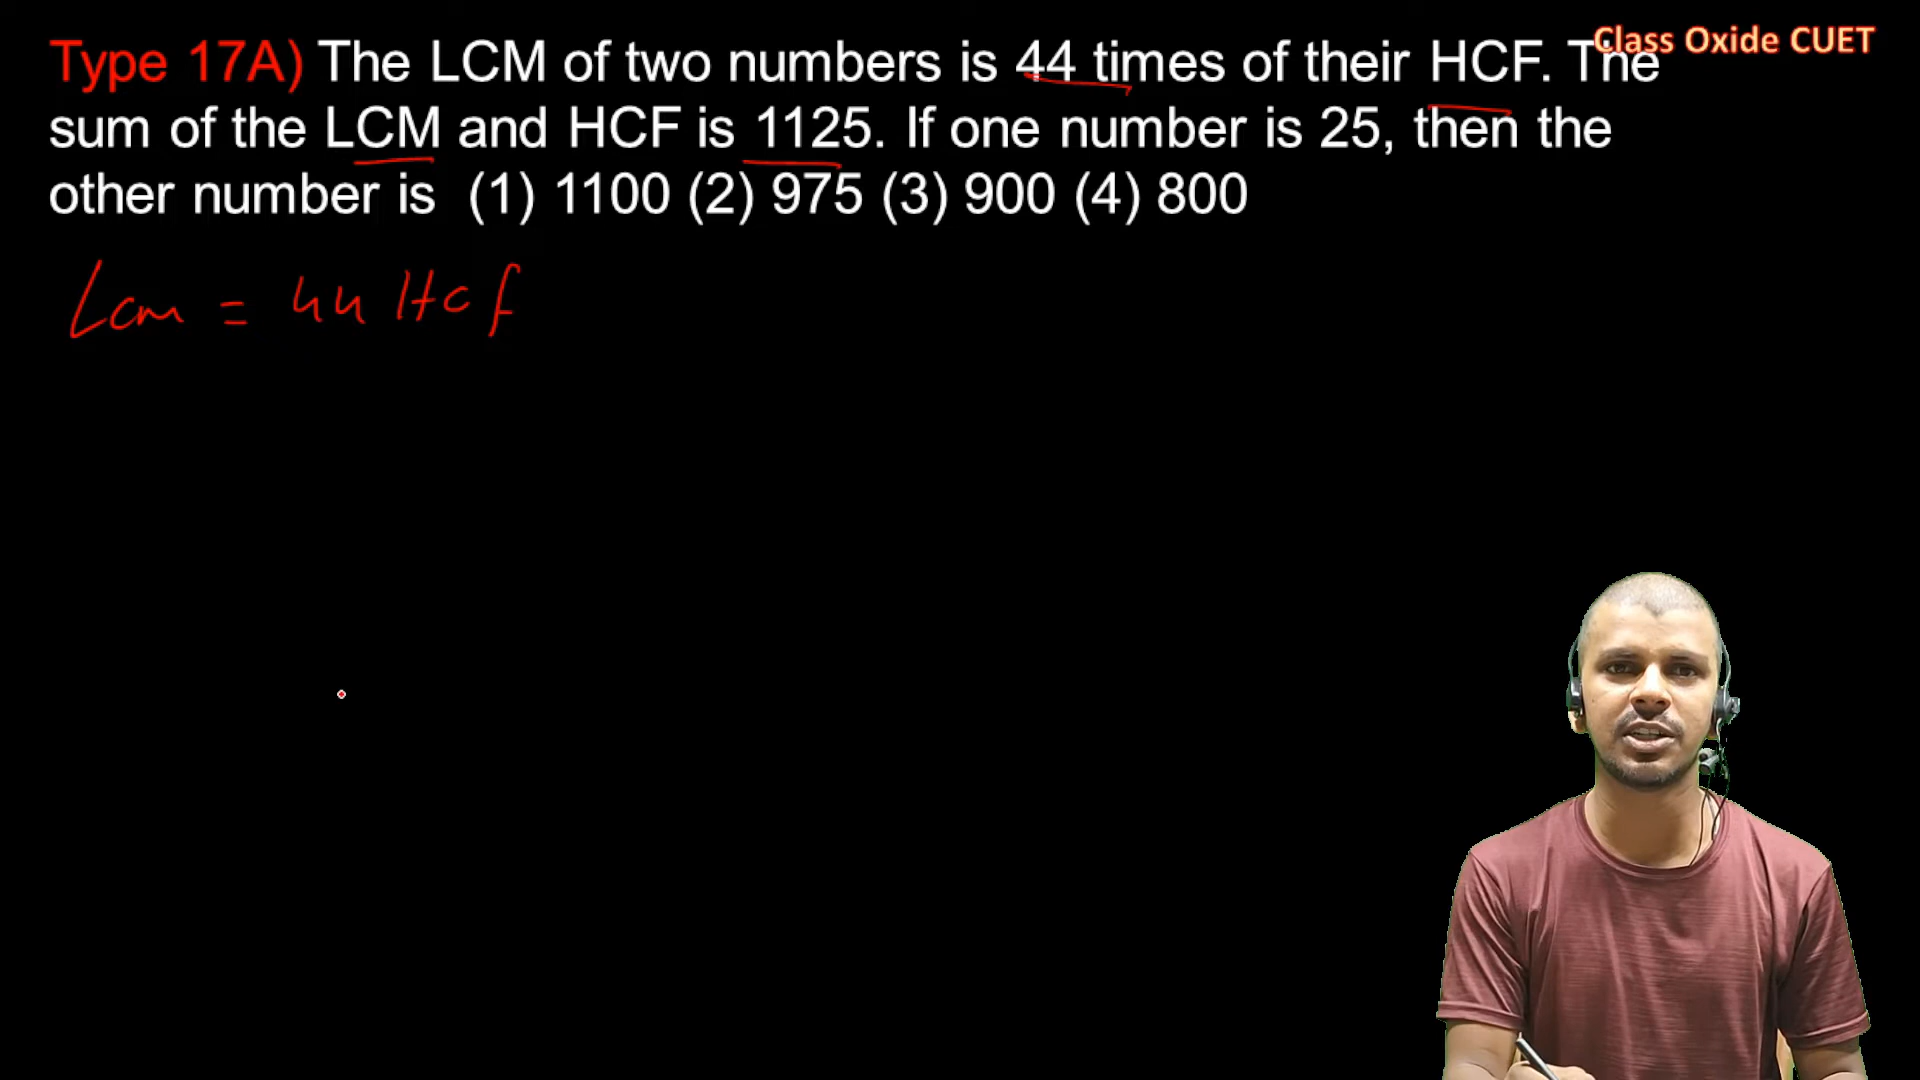 Class Oxide CUET
Type 17A) The LCM of two numbers is 44 times of their HCF. The
sum of the LCM and HCF is 1125. If one number is 25, then the
other number is (1) 1100 (2) 975 (3) 900 (4) 800
Lcm = 44 Hcf